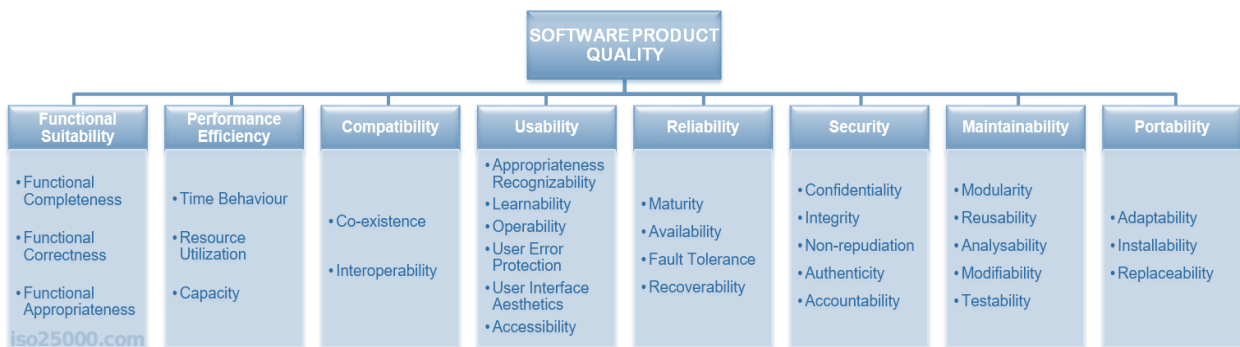 SOFTWARE PRODUCT
QUALITY
Functional
Suitability
• Functional
Completeness
• Functional
Correctness
• Functional
Appropriateness
Performance
Efficiency
• Time Behaviour
• Resource
Utilization
• Capacity
Compatibility
• Co-existence
• Interoperability
Usability
• Appropriateness
Recognizability
• Learnability
• Operability
• User Error
Protection
• User Interface
Aesthetics
• Accessibility
Reliability
• Maturity
• Availability
• Fault Tolerance
• Recoverability
Security
• Confidentiality
• Integrity
• Non-repudiation
• Authenticity
• Accountability
Maintainability
• Modularity
• Reusability
• Analysability
• Modifiability
• Testability
Portability
• Adaptability
• Installability
• Replaceability
iso25000.com